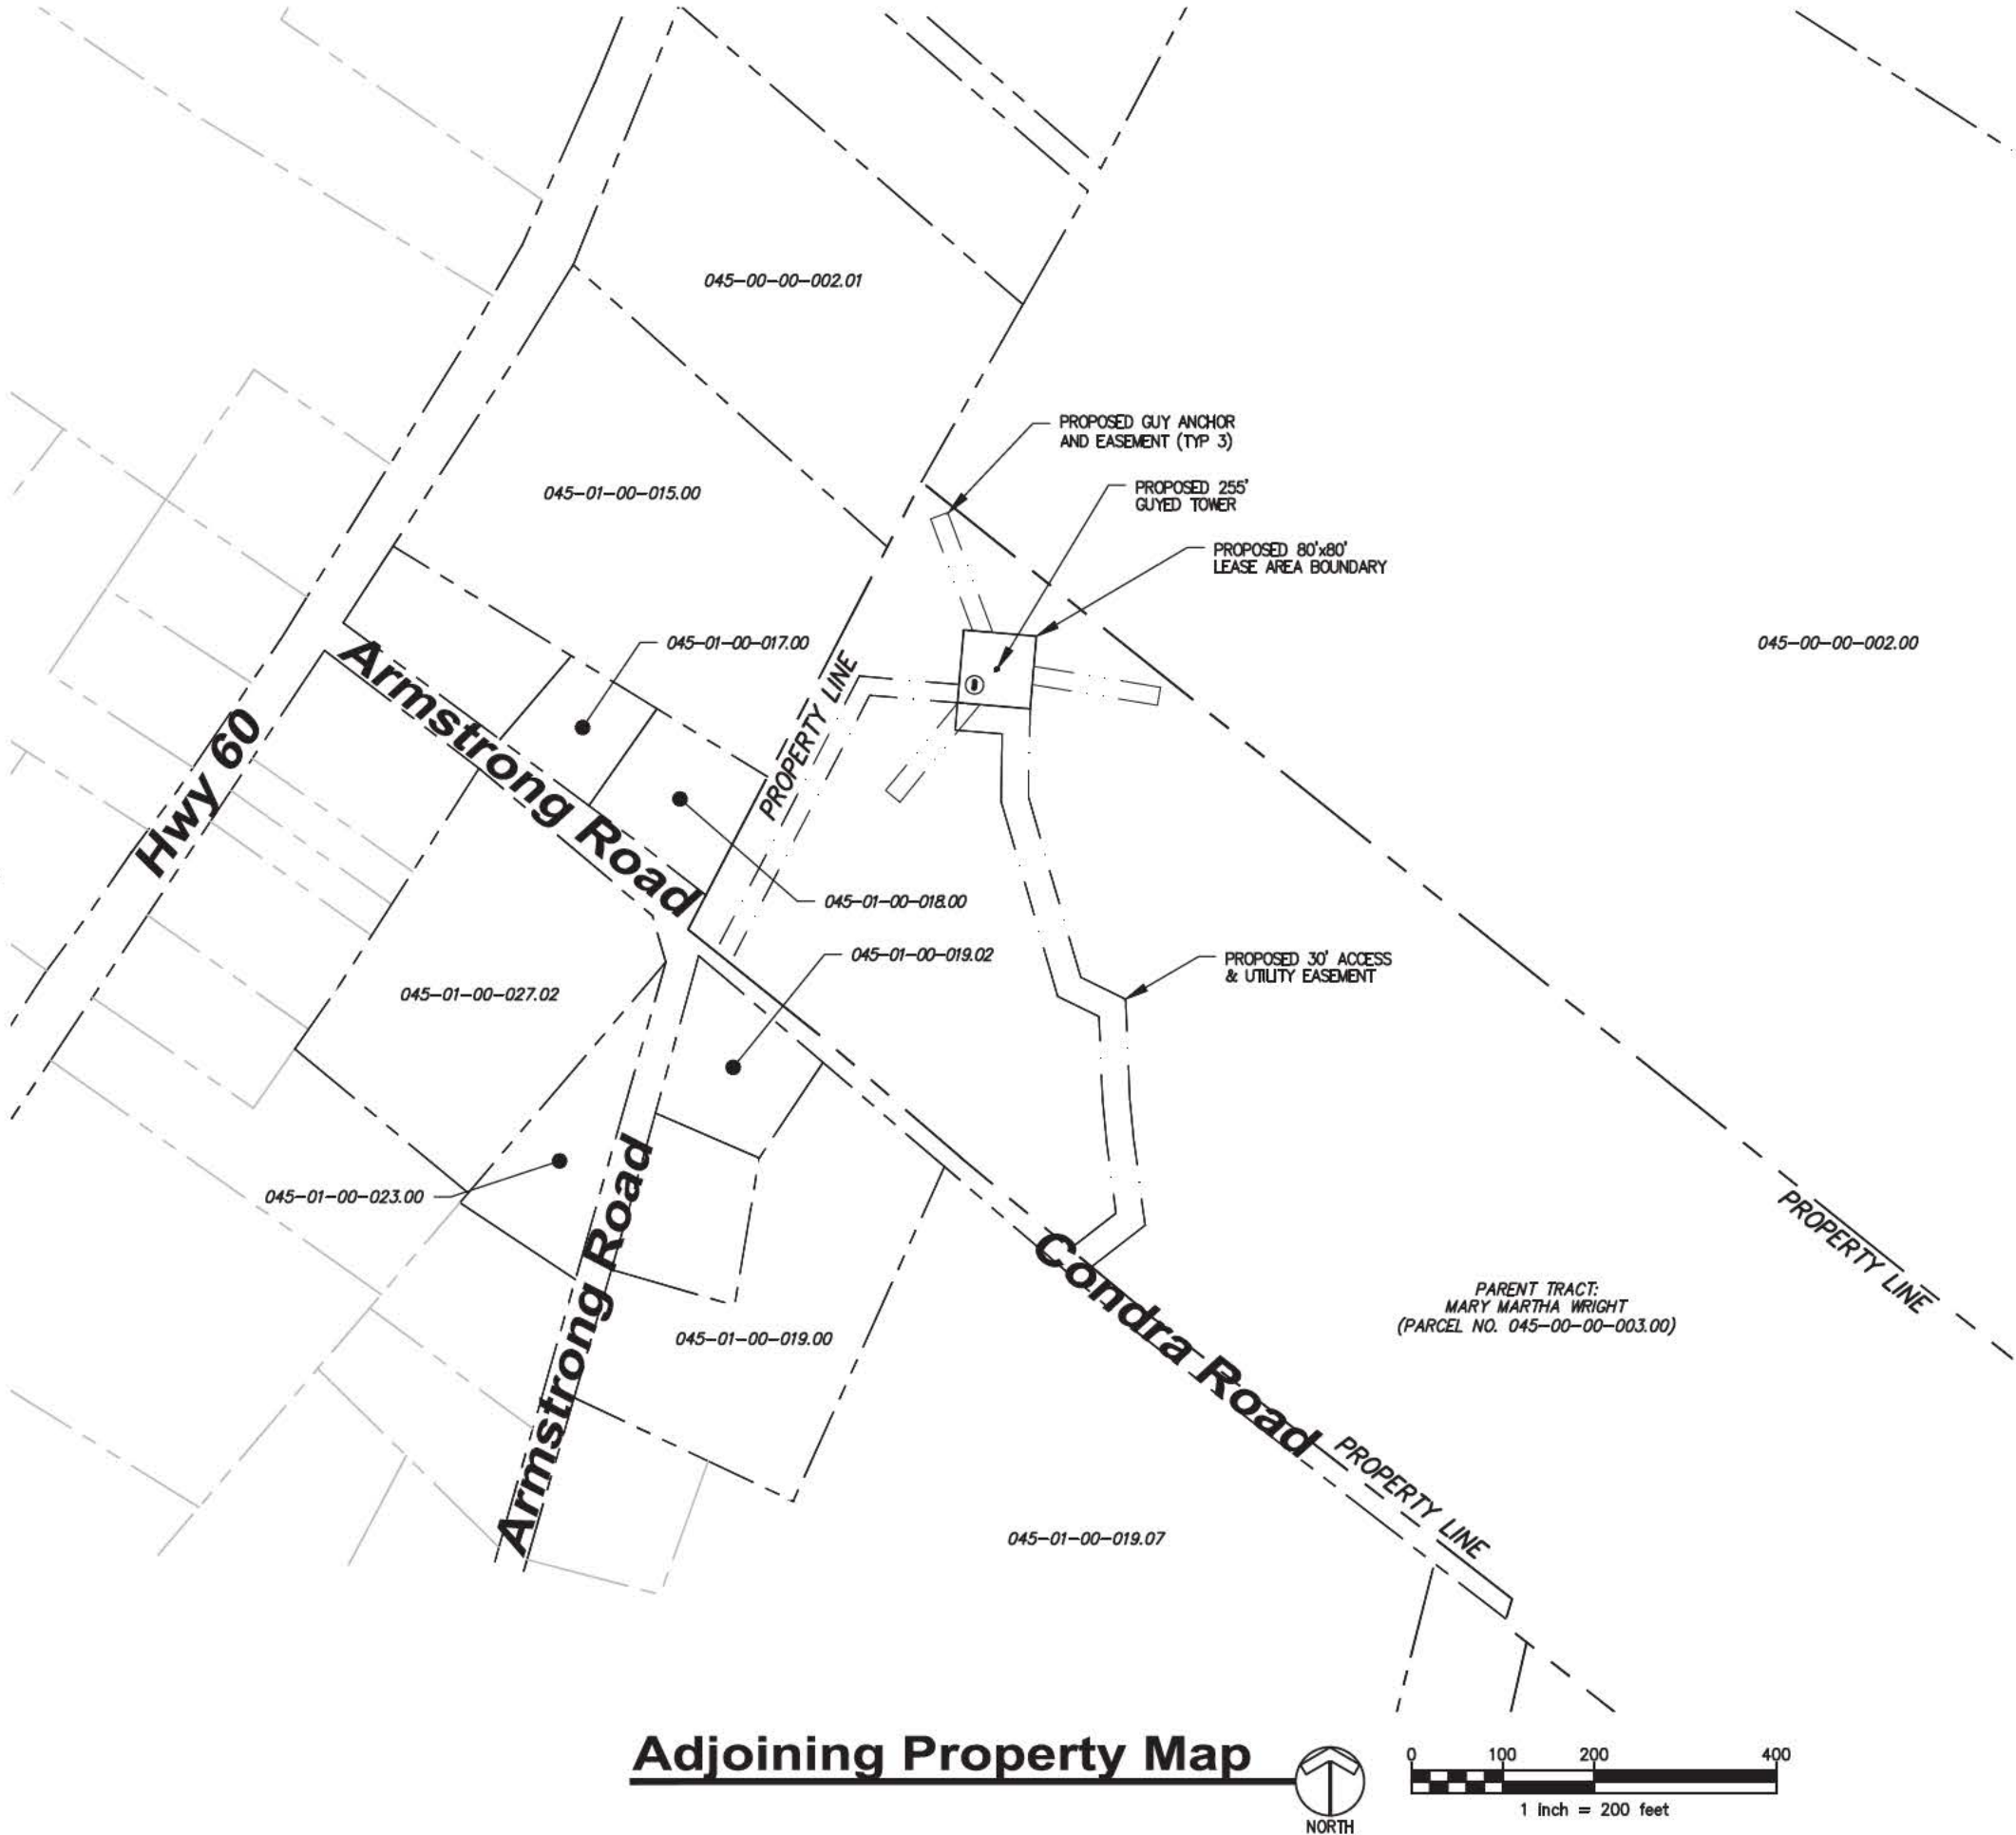 045-00-00-002.01
PROPOSED GUY ANCHOR
AND EASEMENT (TYP 3)
045-01-00-015.00
PROPOSED 255'
GUYED TOWER
PROPOSED 80'x80'
LEASE AREA BOUNDARY
045-01-00-017.00
045-00-00-002.00
PROPERTY LINE
Armstrong Road
Hwy 60
045-01-00-018.00
045-01-00-019.02
PROPOSED 30' ACCESS
& UTILITY EASEMENT
045-01-00-027.02
045-01-00-023.00
Armstrong Road
PROPERTY LINE
Condra Road
PARENT TRACT:
MARY MARTHA WRIGHT
(PARCEL NO. 045-00-00-003.00)
045-01-00-019.00
PROPERTY LINE
045-01-00-019.07
Adjoining Property Map
NORTH
0 100 200 400
1 inch = 200 feet